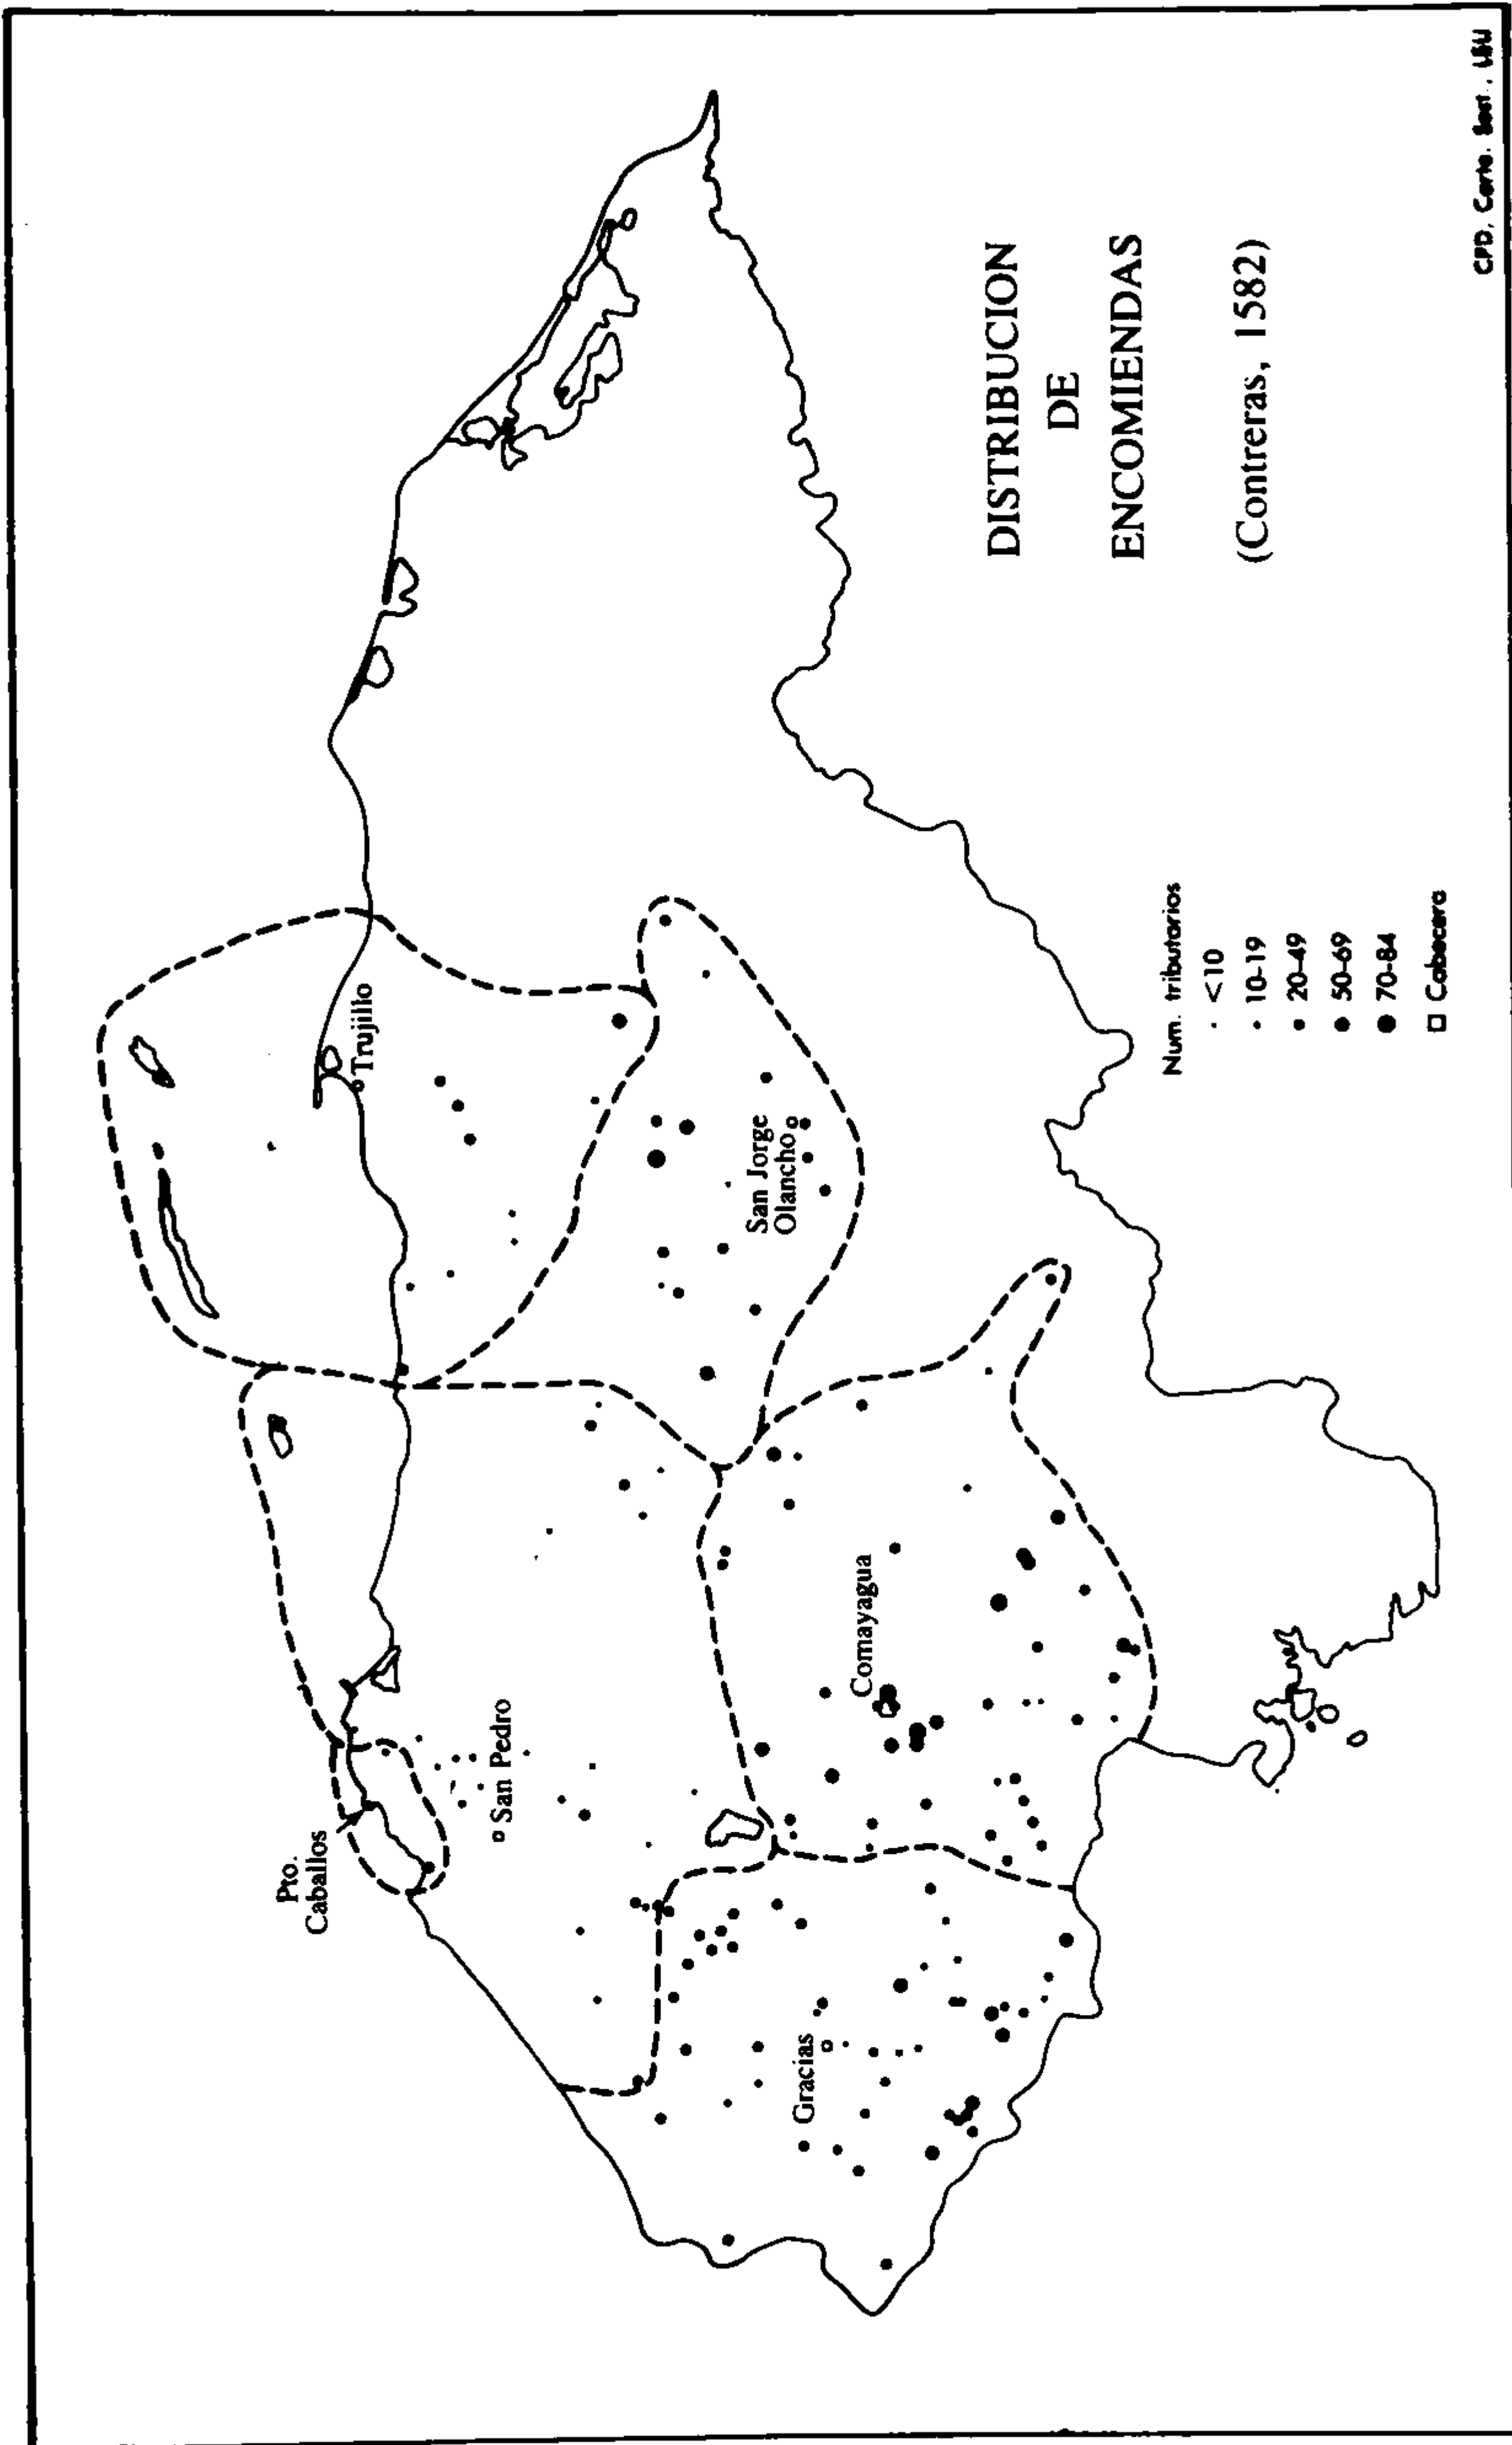 DISTRIBUCION
DE
ENCOMIENDAS
(Contreras, 1582)
Pto.
Caballos
San Pedro
Trujillo
San Jorge
Olancho
Comayagua
Gracias
Num. tributarios
<10
10-19
20-49
50-69
70-84
Cabecera
CPD,